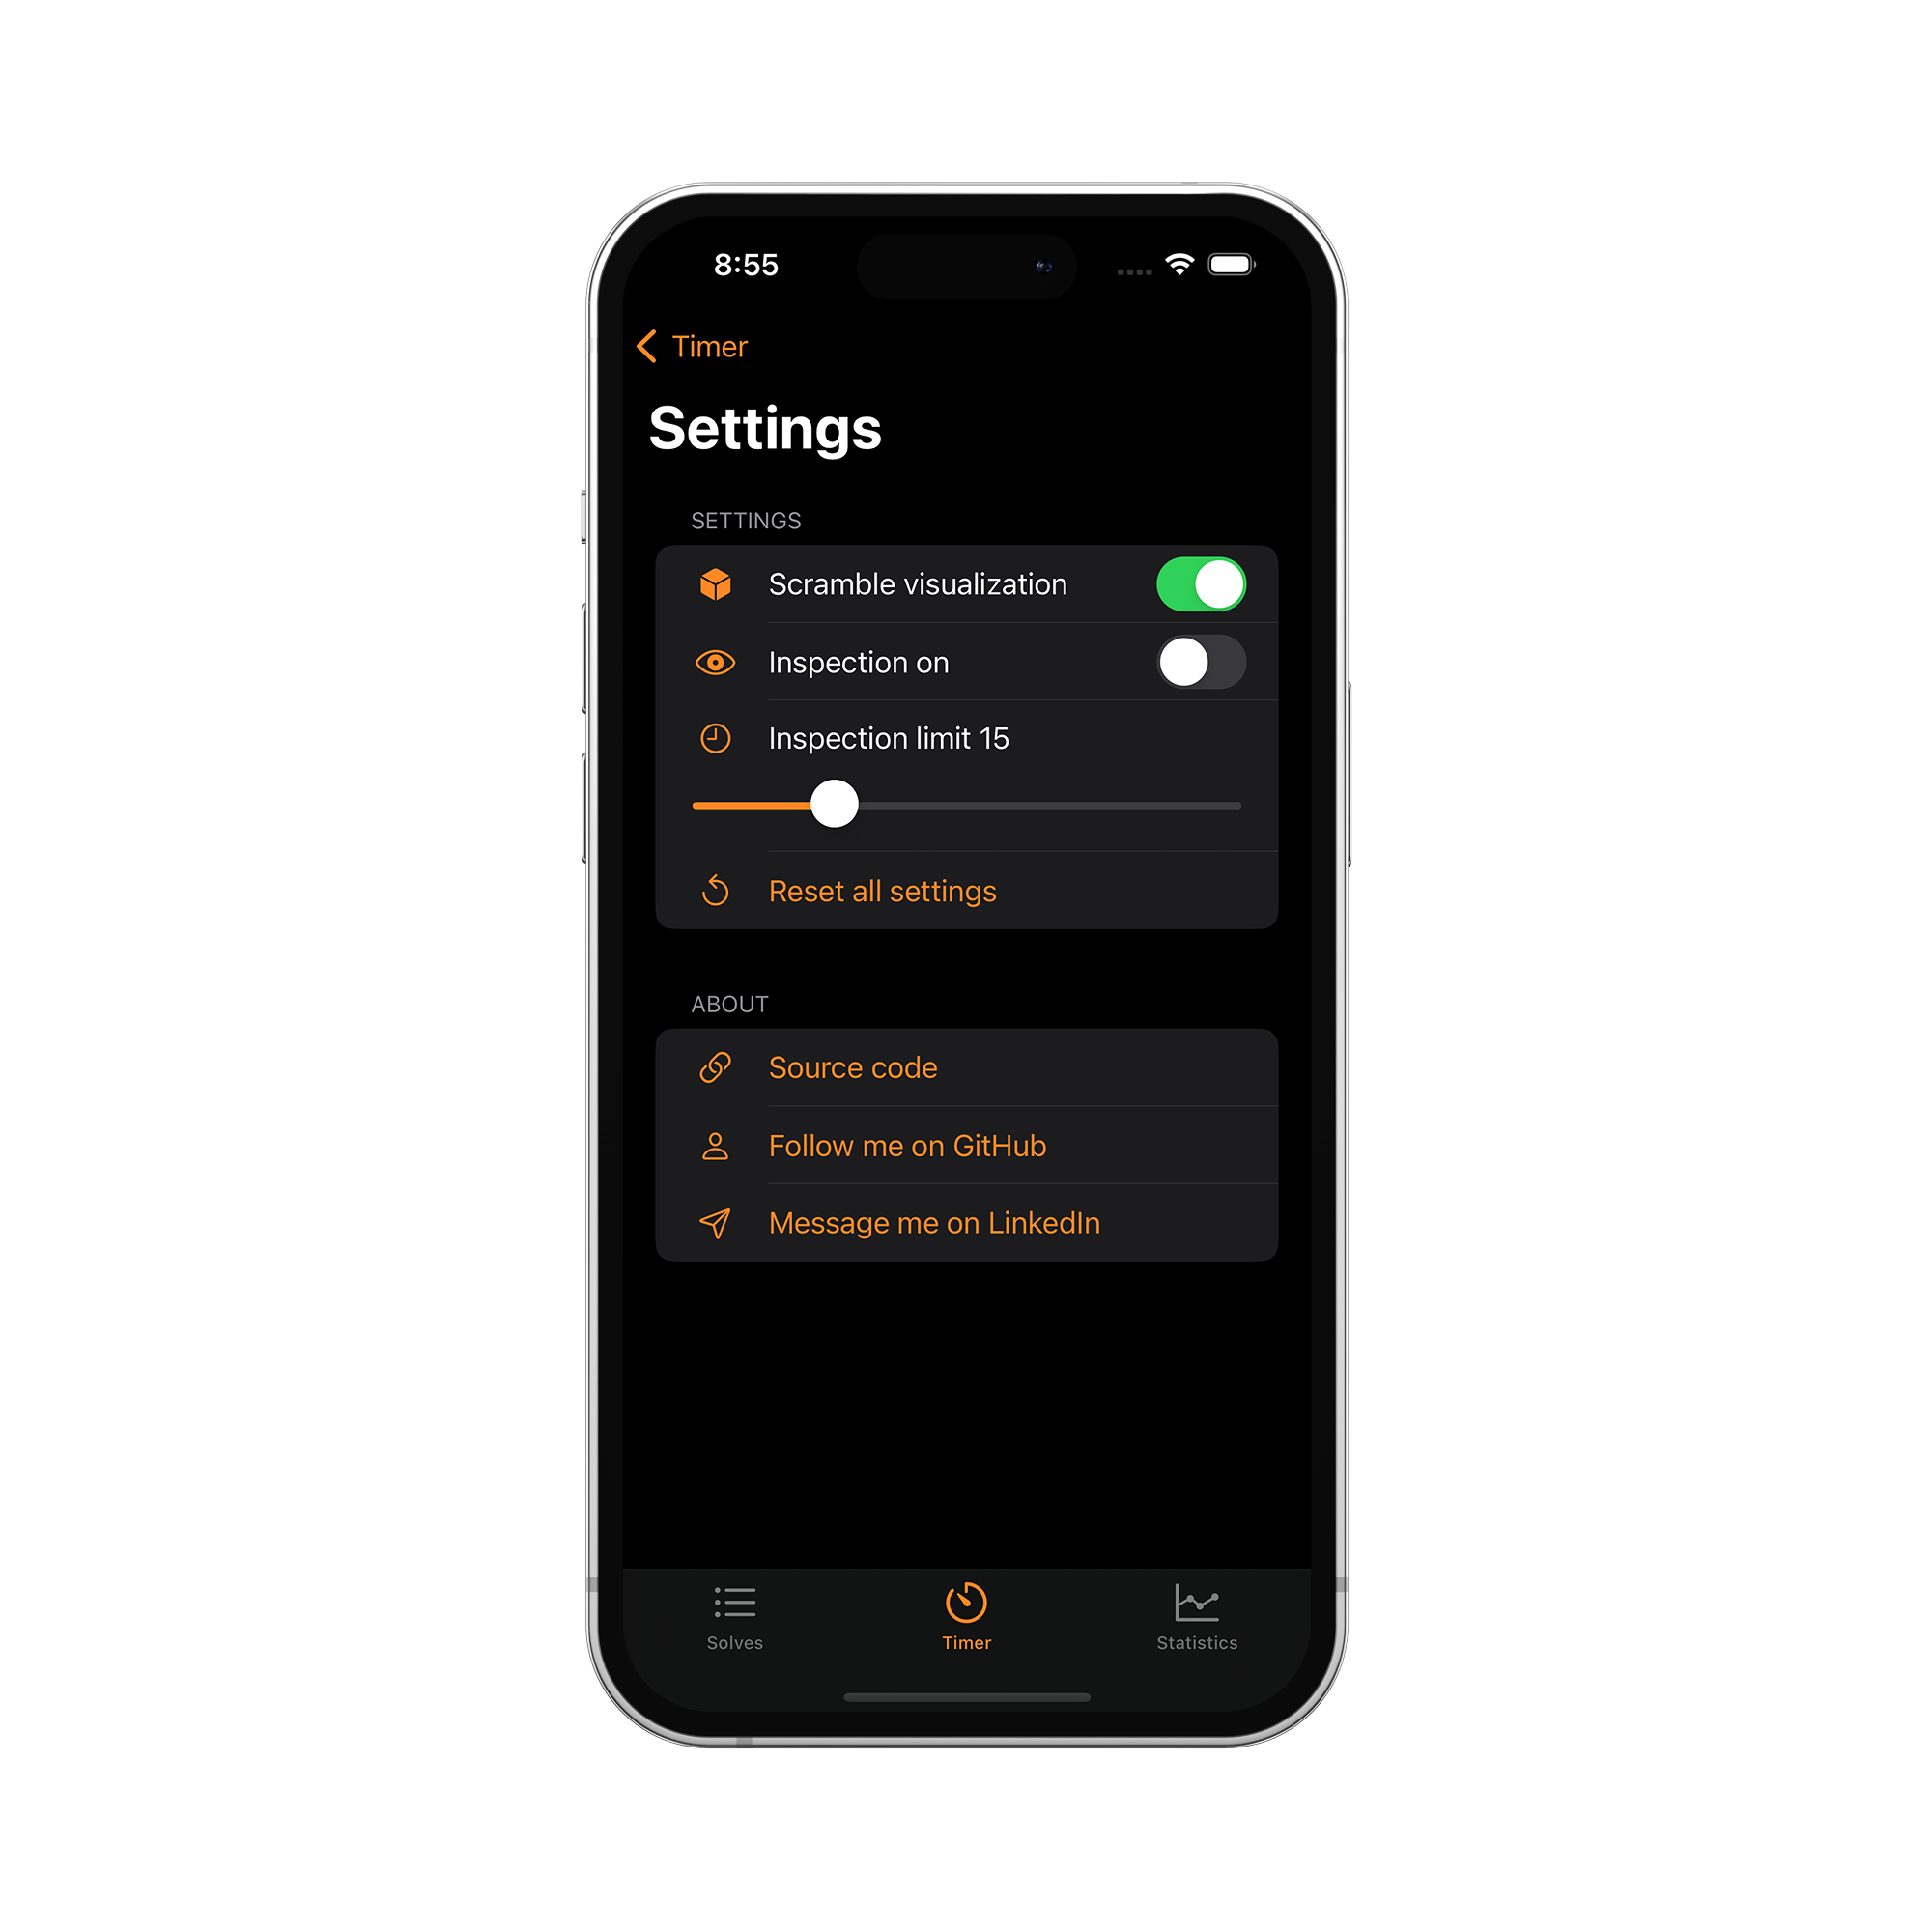 8:55
Timer
Settings
SETTINGS
Scramble visualization
Inspection on
Inspection limit 15
Reset all settings
ABOUT
Source code
Follow me on GitHub
Message me on LinkedIn
Solves
Timer
Statistics